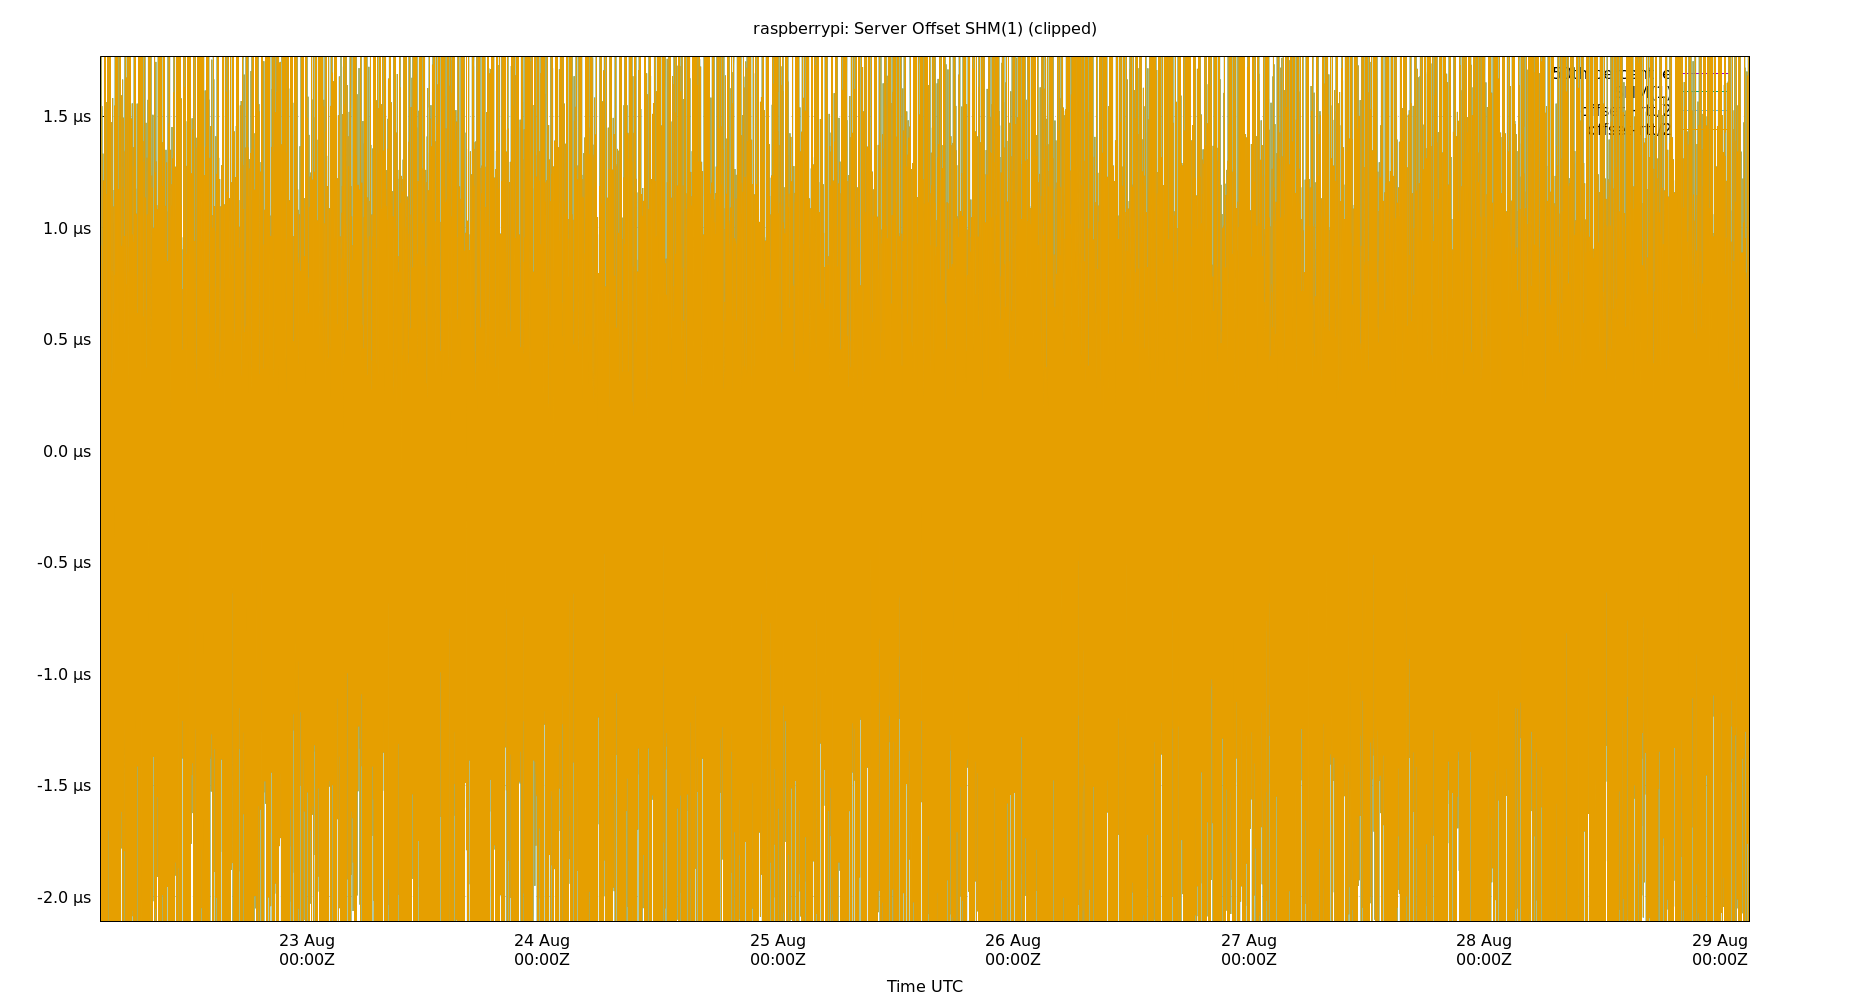 raspberrypi: Server Offset SHM(1) (clipped)
1.5 µs
1.0 µs
0.5 µs
0.0 µs
-0.5 µs
-1.0 µs
-1.5 µs
-2.0 µs
23 Aug 24 Aug 25 Aug 26 Aug 27 Aug 28 Aug 29 Aug
00:00Z 00:00Z 00:00Z 00:00Z 00:00Z 00:00Z 00:00Z
Time UTC